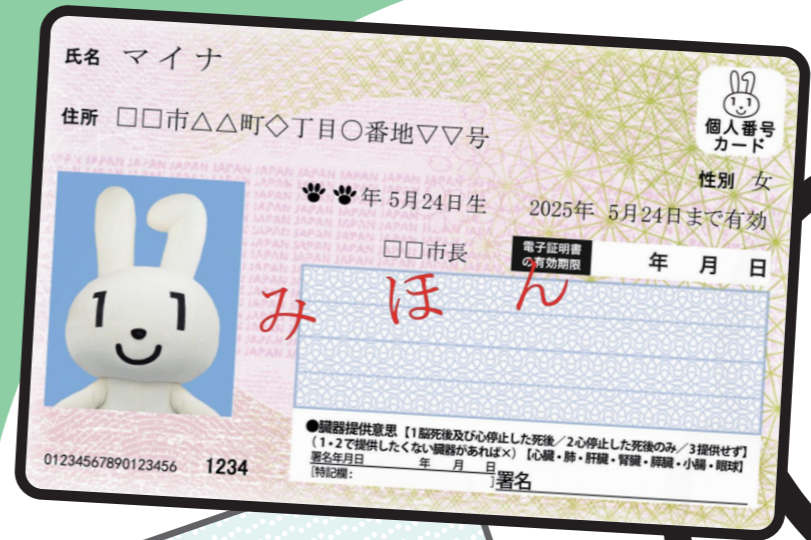 氏名 マイナ
住所 □□市△△町◇丁目○番地▽▽号
個人番号
カード
性別 女
年 5月24日生 2025年 5月24日まで有効
□□市長
電子証明書
の有効期限
年 月 日
みほん
JAPAN JAPAN JAPAN JAPAN JAPAN JAPAN
●臓器提供意思【1脳死後及び心停止した死後／2心停止した死後のみ／3提供せず】
（1・2で提供したくない臓器があれば×）【心臓・肺・肝臓・腎臓・膵臓・小腸・眼球】
署名年月日 年 月 日
[特記欄： ]署名
01234567890123456 1234